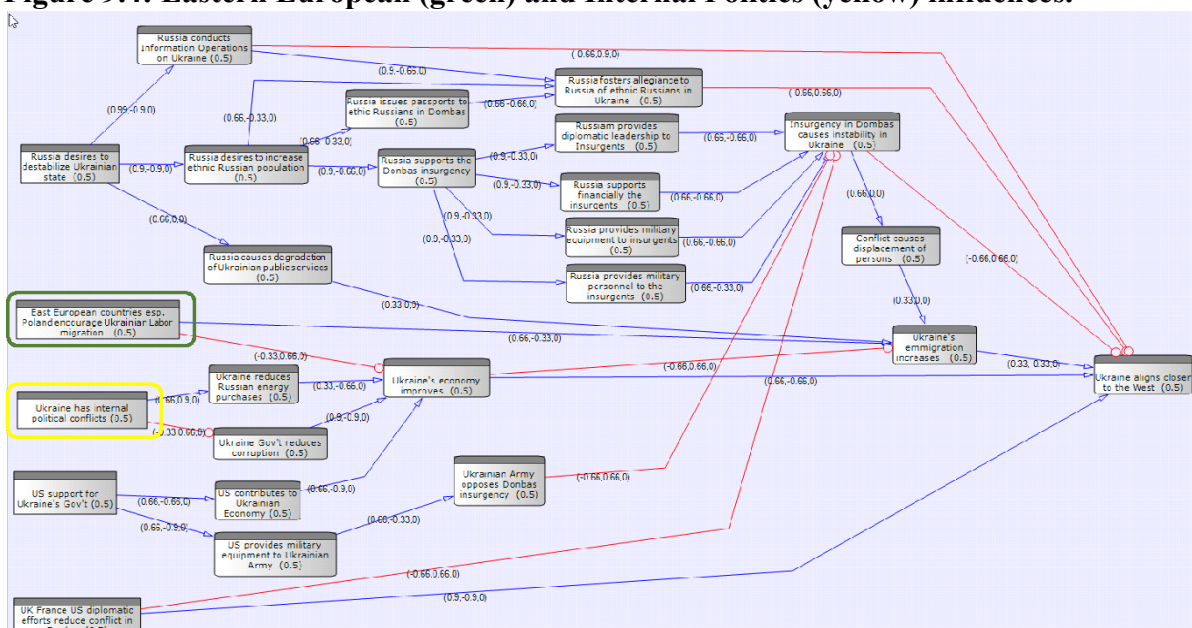 Figure 9.4. Eastern European (green) and Internal Politics (yellow) influences.
Russia conducts
Information Operations
on Ukraine (0.5)
(0.9,-0.66,0)
Russia fosters allegiance to
Russia of ethnic Russians in
Ukraine (0.5)
Russia issues passports to
ethic Russians in Dombas
(0.5)
(0.66,-0.66,0)
(0.66,-0.33,0)
Russia desires to
destabilize Ukrainian
state (0.5)
(0.9,-0.9,0)
Russia desires to increase
ethnic Russian population
(0.5)
(0.9,-0.66,0)
Russia supports the
Donbas insurgency
(0.5)
(0.9,-0.33,0)
Russiam provides
diplomatic leadership to
Insurgents (0.5)
(0.66,-0.66,0)
Insurgency in Dombas
causes instability in
Ukraine (0.5)
(0.9,-0.33,0)
Russia supports
financially the
insurgents (0.5)
(0.66,-0.66,0)
(0.66,0,0)
(0.9,-0.33,0)
(0.9,-0.33,0)
Russia provides military
equipment to insurgents
(0.5)
(0.66,-0.66,0)
Russia provides military
personnel to the
insurgents (0.5)
(0.66,-0.33,0)
Conflict causes
displacement of
persons (0.5)
(-0.66,0.66,0)
(0.66,0,0)
Russia causes degradation
of Ukrainian public services
(0.5)
(0.33,0,0)
(0.33,0,0)
East European countries esp.
Poland encourage Ukrainian Labor
migration (0.5)
(0.66,-0.33,0)
(-0.33,0.66,0)
Ukraine's
emmigration
increases (0.5)
(0.33,-0.33,0)
Ukraine aligns closer
to the West (0.5)
(-0.66,0.66,0)
(0.66,-0.66,0)
Ukraine's economy
improves (0.5)
Ukraine reduces
Russian energy
purchases (0.5)
(0.33,-0.66,0)
Ukraine has internal
political conflicts (0.5)
(-0.33,0.66,0)
Ukraine Gov't reduces
corruption (0.5)
(0.9,-0.9,0)
US support for
Ukraine's Gov't (0.5)
(0.66,-0.66,0)
US contributes to
Ukrainian
Economy (0.5)
(0.66,-0.9,0)
(0.66,-0.9,0)
US provides military
equipment to Ukrainian
Army (0.5)
(0.66,-0.33,0)
Ukrainian Army
opposes Donbas
insurgency (0.5)
(-0.66,0.66,0)
(-0.66,0.66,0)
(0.9,-0.9,0)
UK France US diplomatic
efforts reduce conflict in